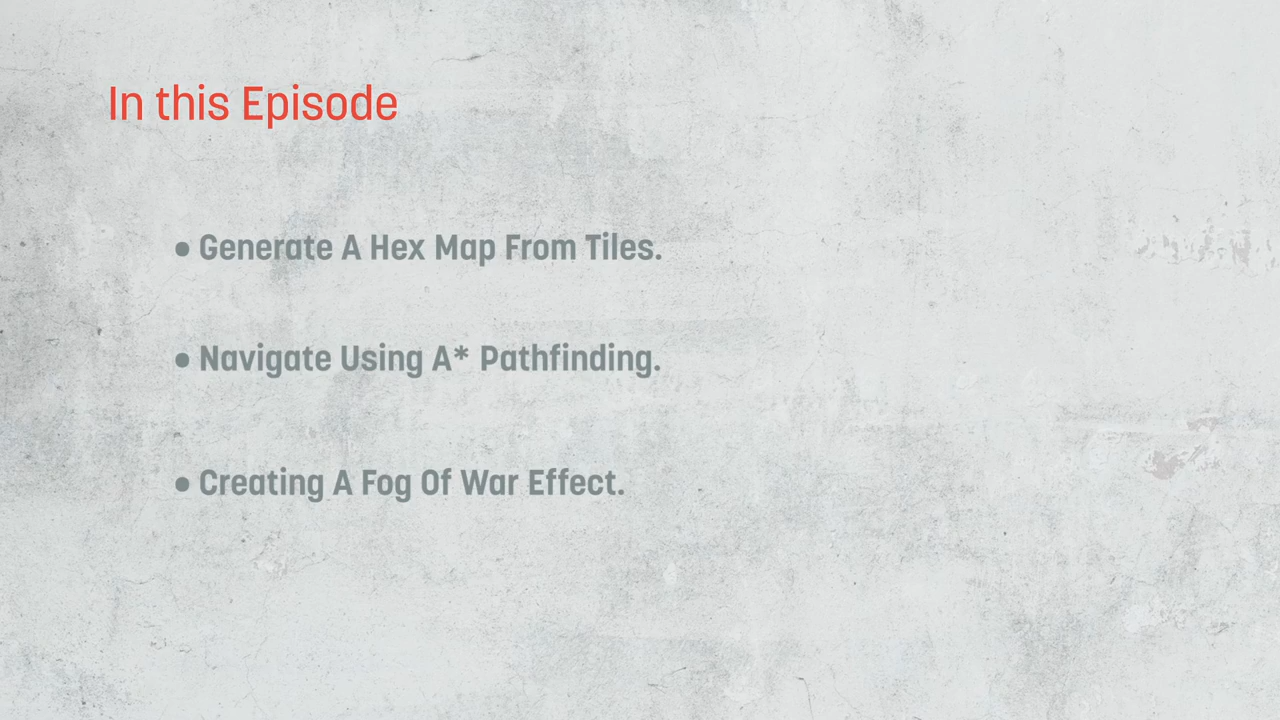 In this Episode
• Generate A Hex Map From Tiles.
• Navigate Using A* Pathfinding.
• Creating A Fog Of War Effect.